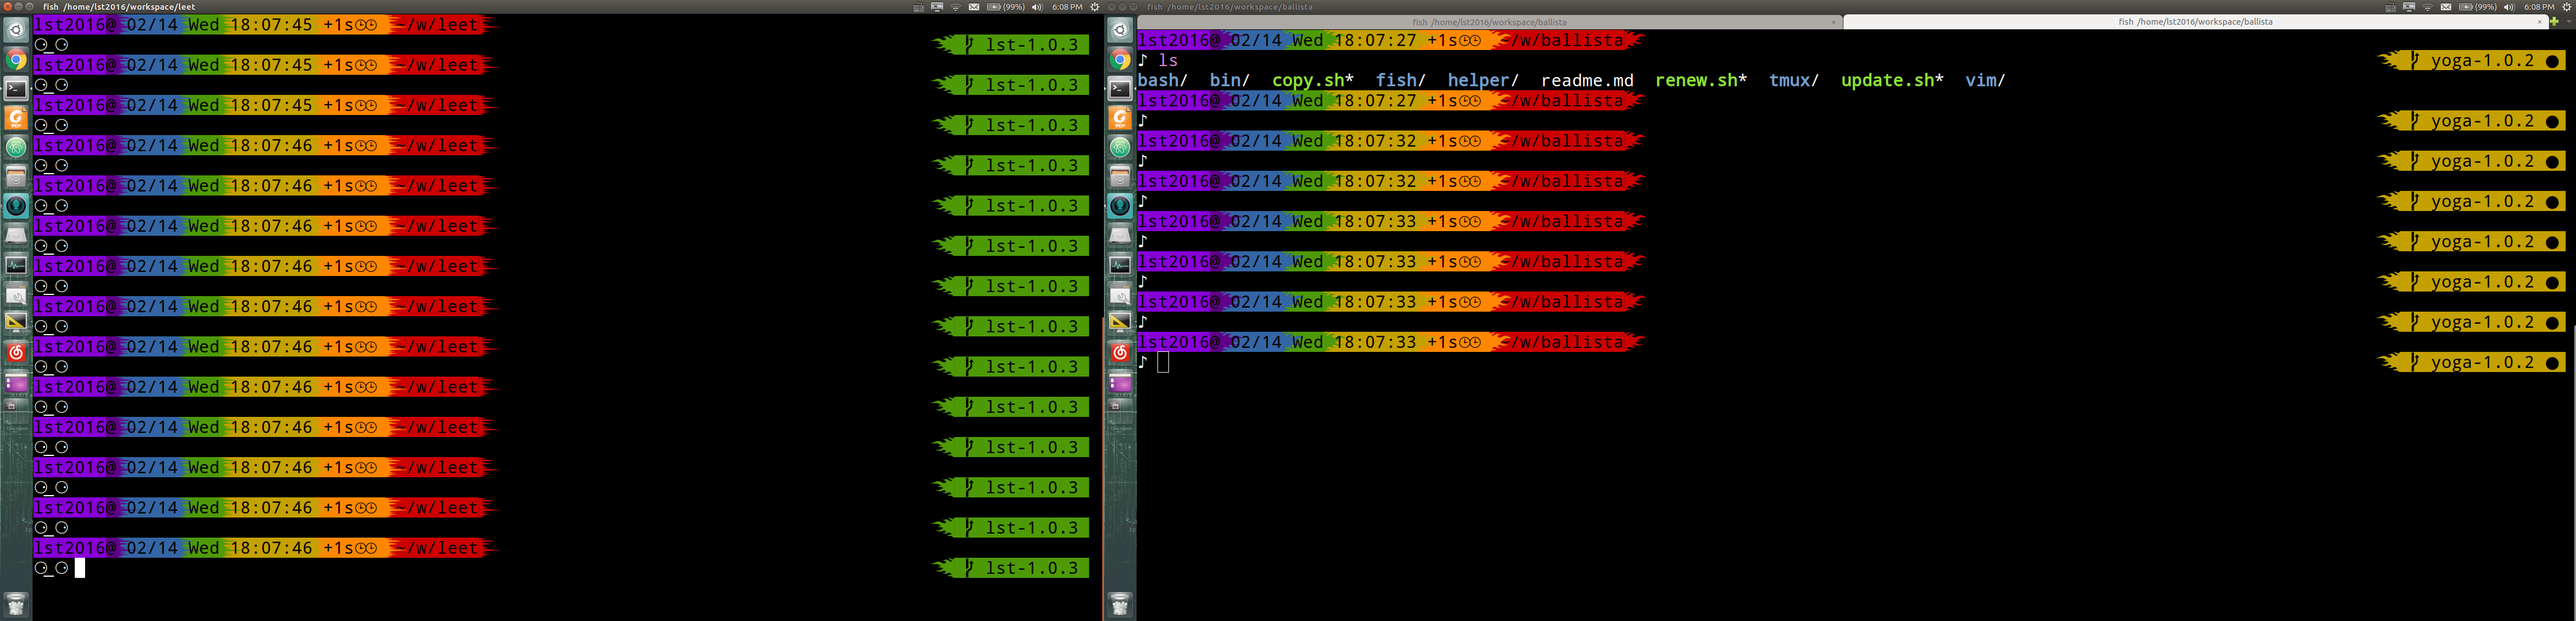 fish /home/lst2016/workspace/leet (99%) 6:08 PM
lst2016@ 02/14 Wed 18:07:45 +1s ~/w/leet
⚆_⚆ lst-1.0.3
lst2016@ 02/14 Wed 18:07:45 +1s ~/w/leet
⚆_⚆ lst-1.0.3
lst2016@ 02/14 Wed 18:07:45 +1s ~/w/leet
⚆_⚆ lst-1.0.3
lst2016@ 02/14 Wed 18:07:46 +1s ~/w/leet
⚆_⚆ lst-1.0.3
lst2016@ 02/14 Wed 18:07:46 +1s ~/w/leet
⚆_⚆ lst-1.0.3
lst2016@ 02/14 Wed 18:07:46 +1s ~/w/leet
⚆_⚆ lst-1.0.3
lst2016@ 02/14 Wed 18:07:46 +1s ~/w/leet
⚆_⚆ lst-1.0.3
lst2016@ 02/14 Wed 18:07:46 +1s ~/w/leet
⚆_⚆ lst-1.0.3
lst2016@ 02/14 Wed 18:07:46 +1s ~/w/leet
⚆_⚆ lst-1.0.3
lst2016@ 02/14 Wed 18:07:46 +1s ~/w/leet
⚆_⚆ lst-1.0.3
lst2016@ 02/14 Wed 18:07:46 +1s ~/w/leet
⚆_⚆ lst-1.0.3
lst2016@ 02/14 Wed 18:07:46 +1s ~/w/leet
⚆_⚆ lst-1.0.3
lst2016@ 02/14 Wed 18:07:46 +1s ~/w/leet
⚆_⚆ lst-1.0.3
lst2016@ 02/14 Wed 18:07:46 +1s ~/w/leet
⚆_⚆ lst-1.0.3
fish /home/lst2016/workspace/ballista (99%) 6:08 PM
fish /home/lst2016/workspace/ballista fish /home/lst2016/workspace/ballista
lst2016@ 02/14 Wed 18:07:27 +1s ~/w/ballista
♪ ls yoga-1.0.2 ●
bash/ bin/ copy.sh* fish/ helper/ readme.md renew.sh* tmux/ update.sh* vim/
lst2016@ 02/14 Wed 18:07:27 +1s ~/w/ballista
♪ yoga-1.0.2 ●
lst2016@ 02/14 Wed 18:07:32 +1s ~/w/ballista
♪ yoga-1.0.2 ●
lst2016@ 02/14 Wed 18:07:32 +1s ~/w/ballista
♪ yoga-1.0.2 ●
lst2016@ 02/14 Wed 18:07:33 +1s ~/w/ballista
♪ yoga-1.0.2 ●
lst2016@ 02/14 Wed 18:07:33 +1s ~/w/ballista
♪ yoga-1.0.2 ●
lst2016@ 02/14 Wed 18:07:33 +1s ~/w/ballista
♪ yoga-1.0.2 ●
lst2016@ 02/14 Wed 18:07:33 +1s ~/w/ballista
♪ yoga-1.0.2 ●